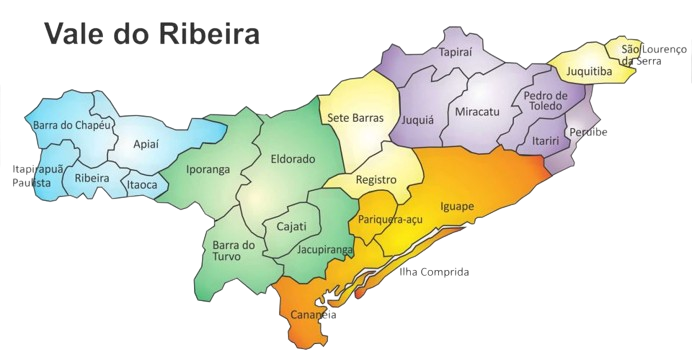 Vale do Ribeira
Tapiraí
São Lourenço
da Serra
Juquitiba
Pedro de
Toledo
Miracatu
Juquiá
Sete Barras
Peruíbe
Itariri
Barra do Chapéu
Apiaí
Eldorado
Iporanga
Itapirapuã
Paulista
Ribeira
Itaoca
Registro
Iguape
Pariquera-açu
Cajati
Barra do
Turvo
Jacupiranga
Ilha Comprida
Cananéia